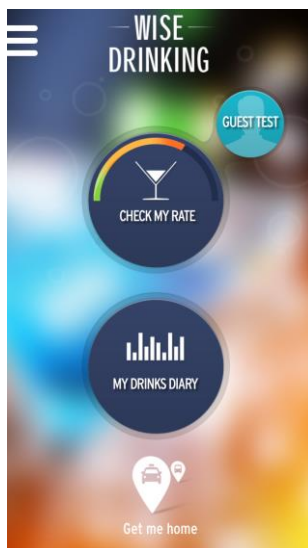 WISE
DRINKING
GUEST TEST
CHECK MY RATE
MY DRINKS DIARY
Get me home